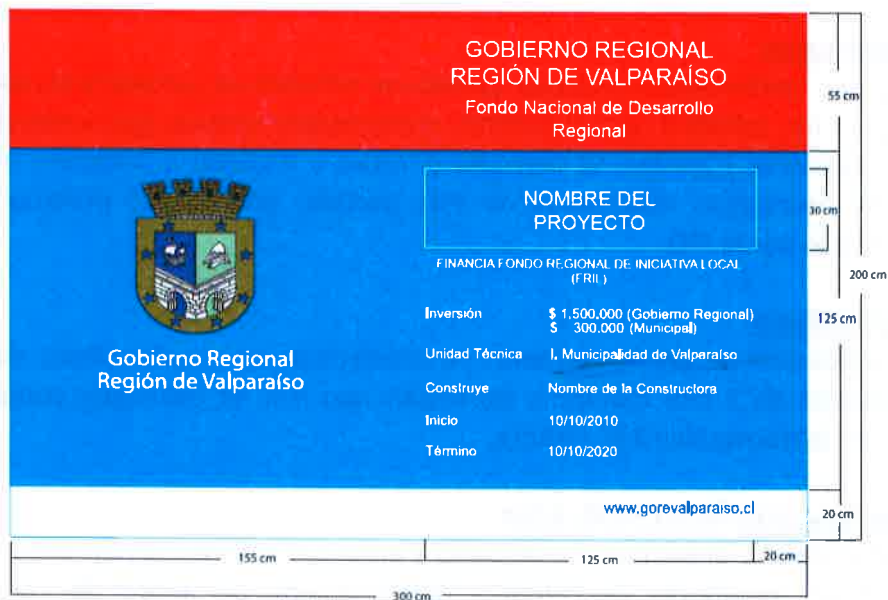 GOBIERNO REGIONAL
REGIÓN DE VALPARAÍSO
Fondo Nacional de Desarrollo
Regional
55 cm
NOMBRE DEL
PROYECTO
30 cm
FINANCIA FONDO REGIONAL DE INICIATIVA LOCAL
(FRIL)
200 cm
Inversión $ 1.500.000 (Gobierno Regional)
$ 300.000 (Municipal)
125 cm
Unidad Técnica I. Municipalidad de Valparaíso
Gobierno Regional
Región de Valparaíso
Construye Nombre de la Constructora
Inicio 10/10/2010
Término 10/10/2020
www.gorevalparaiso.cl
20 cm
155 cm
125 cm
20 cm
300 cm